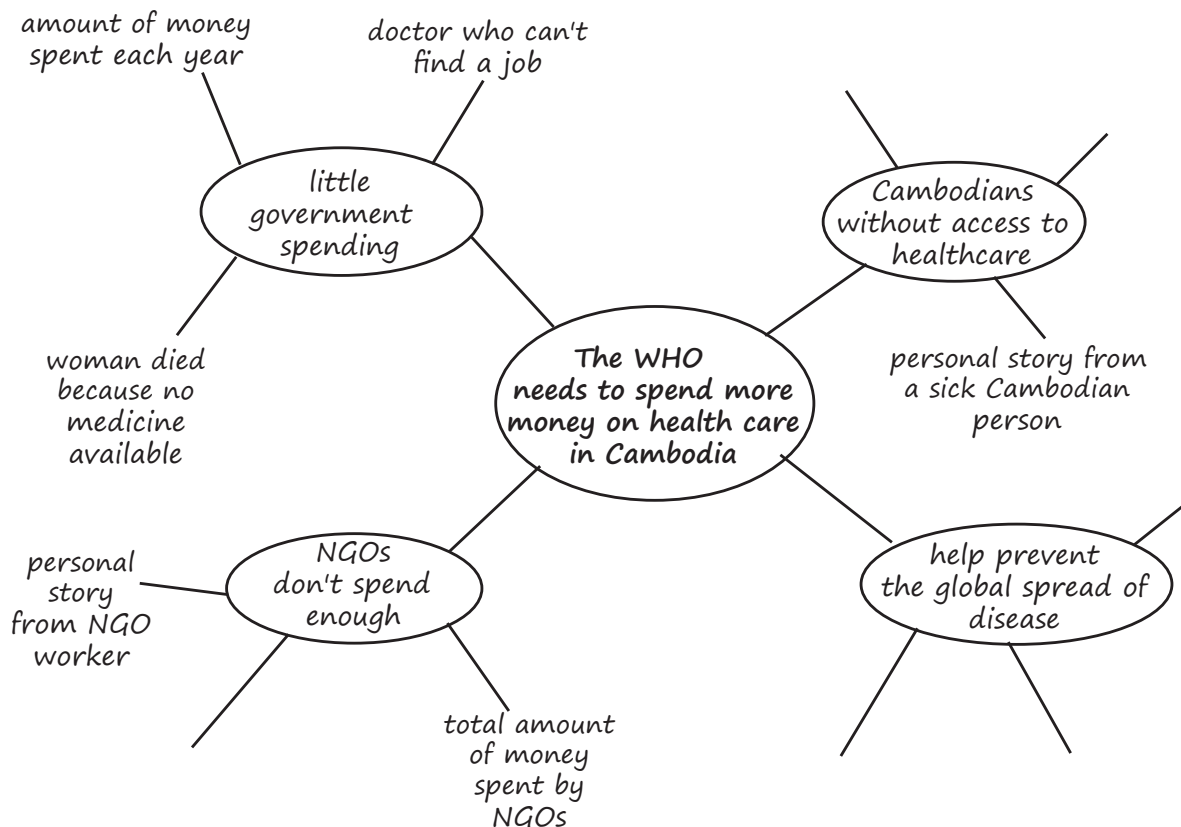 amount of money
spent each year
doctor who can't
find a job
little
government
spending
Cambodians
without access to
healthcare
woman died
because no
medicine
available
The WHO
needs to spend more
money on health care
in Cambodia
personal story from
a sick Cambodian
person
personal
story
from NGO
worker
NGOs
don't spend
enough
help prevent
the global spread of
disease
total amount
of money
spent by
NGOs